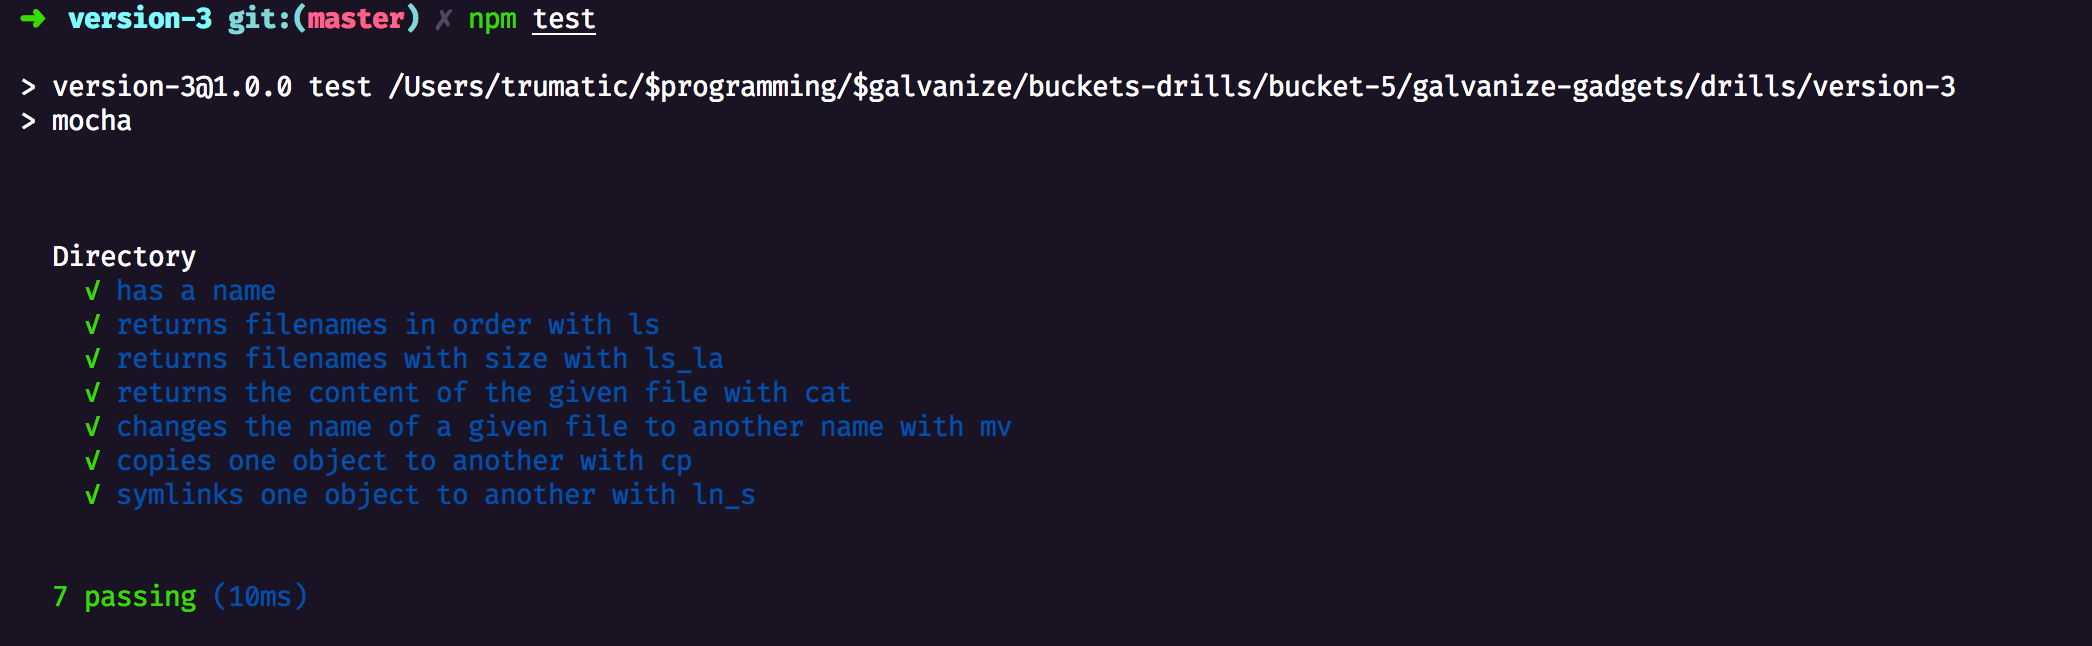 ➜ version-3 git:(master) ✗ npm test
> version-3@1.0.0 test /Users/trumatic/$programming/$galvanize/buckets-drills/bucket-5/galvanize-gadgets/drills/version-3
> mocha
Directory
√ has a name
√ returns filenames in order with ls
√ returns filenames with size with ls_la
√ returns the content of the given file with cat
√ changes the name of a given file to another name with mv
√ copies one object to another with cp
√ symlinks one object to another with ln_s
7 passing (10ms)